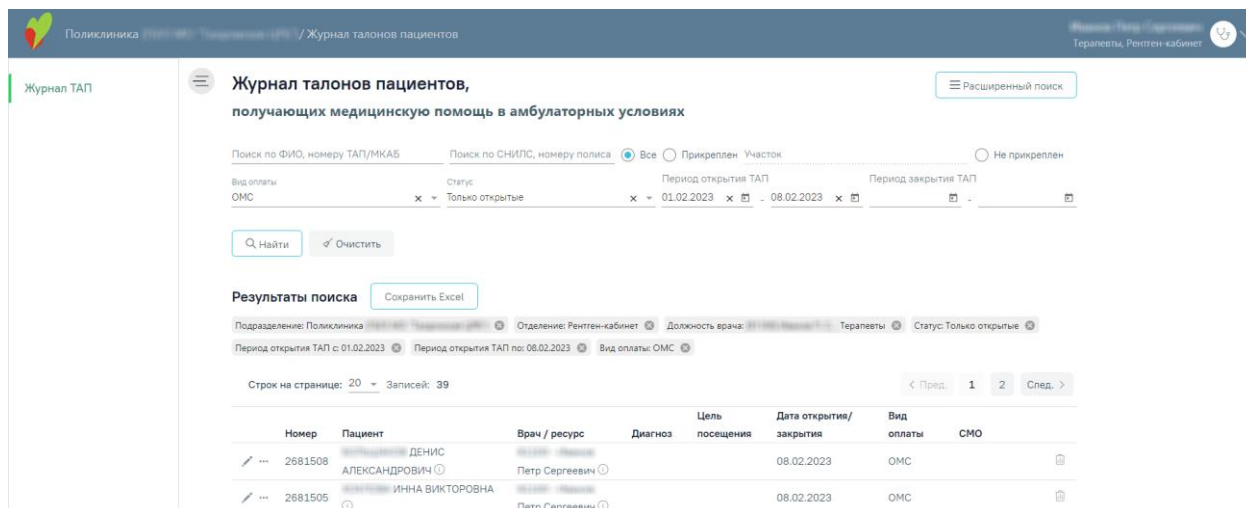 Поликлиника / Журнал талонов пациентов
Терапевты, Рентген-кабинет
Журнал ТАП
Журнал талонов пациентов,
Расширенный поиск
получающих медицинскую помощь в амбулаторных условиях
Поиск по ФИО, номеру ТАП/МКАБ Поиск по СНИЛС, номеру полиса Все Прикреплен Участок Не прикреплен
Вид оплаты Статус Период открытия ТАП Период закрытия ТАП
ОМС Только открытые 01.02.2023 - 08.02.2023 -
Найти Очистить
Результаты поиска Сохранить Excel
Подразделение: Поликлиника Отделение: Рентген-кабинет Должность врача: Терапевты Статус: Только открытые
Период открытия ТАП с: 01.02.2023 Период открытия ТАП по: 08.02.2023 Вид оплаты: ОМС
Строк на странице: 20 Записей: 39 < Пред. 1 2 След. >
Номер Пациент Врач / ресурс Диагноз Цель посещения Дата открытия/ закрытия Вид оплаты СМО
2681508 ДЕНИС АЛЕКСАНДРОВИЧ Петр Сергеевич 08.02.2023 ОМС
2681505 ИННА ВИКТОРОВНА Петр Сергеевич 08.02.2023 ОМС